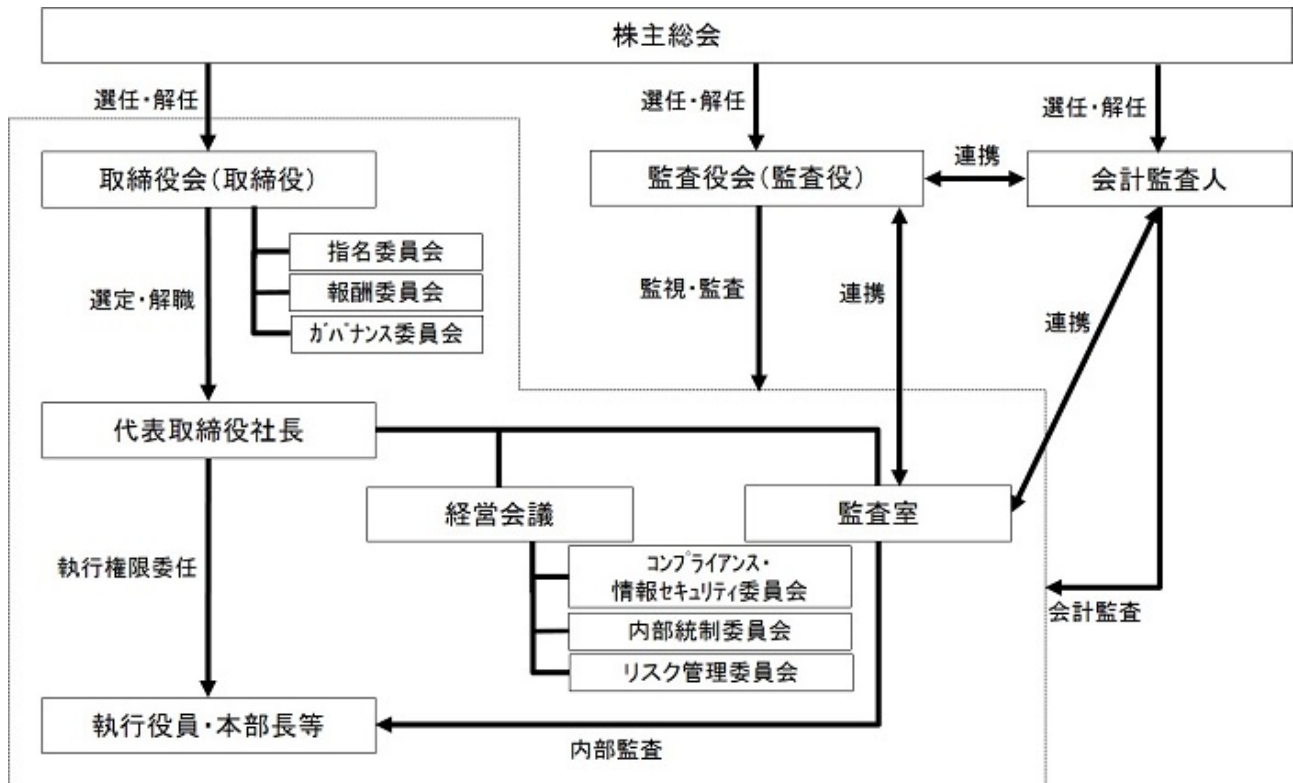 株主総会
選任・解任
選任・解任
選任・解任
取締役会(取締役)
監査役会(監査役)
連携
会計監査人
指名委員会
報酬委員会
ガバナンス委員会
選定・解職
監視・監査
連携
連携
代表取締役社長
経営会議
監査室
執行権限委任
コンプライアンス・
情報セキュリティ委員会
内部統制委員会
リスク管理委員会
会計監査
執行役員・本部長等
内部監査